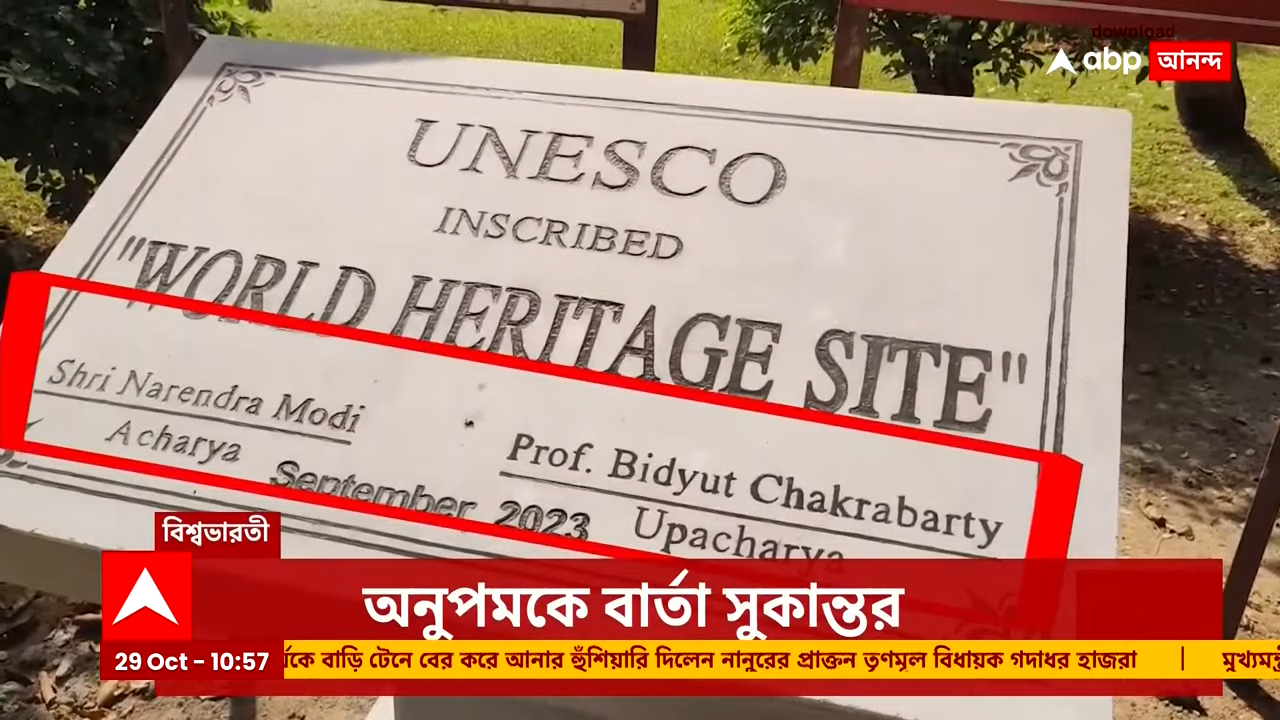 download
abp আনন্দ
UNESCO
INSCRIBED
"WORLD HERITAGE SITE"
Shri Narendra Modi
Acharya
Prof. Bidyut Chakrabarty
Upacharya
September 2023
বিশ্বভারতী
অনুপমকে বার্তা সুকান্তর
29 Oct - 10:57
বাড়ি টেনে বের করে আনার হুঁশিয়ারি দিলেন নানুরের প্রাক্তন তৃণমূল বিধায়ক গদাধর হাজরা |